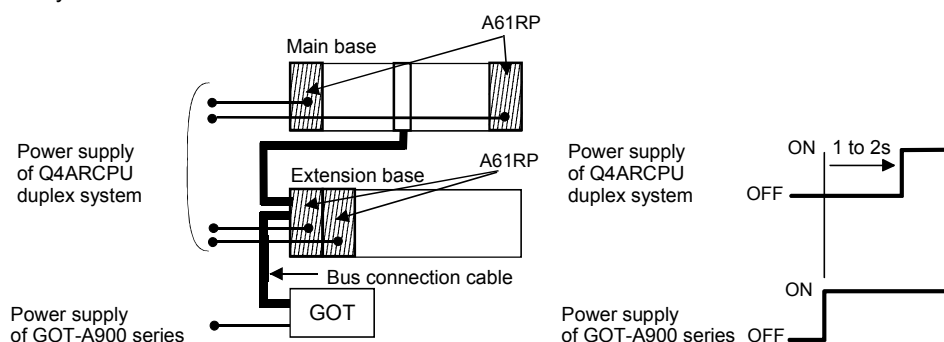 A61RP
Main base
Power supply
of Q4ARCPU
duplex system
A61RP
Extension base
Bus connection cable
GOT
Power supply
of GOT-A900 series
Power supply
of Q4ARCPU
duplex system
ON
1 to 2s
OFF
ON
Power supply
of GOT-A900 series
OFF